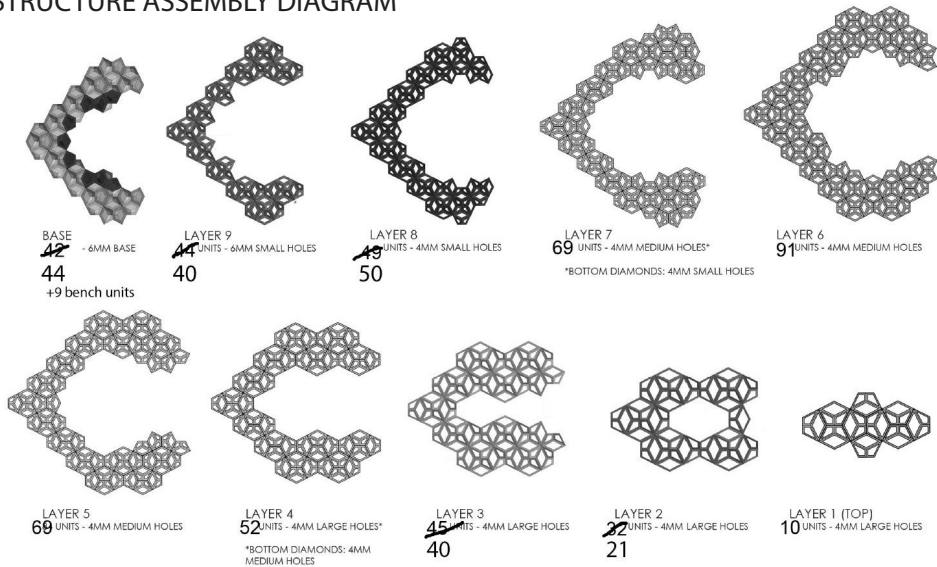 STRUCTURE ASSEMBLY DIAGRAM
BASE
42 - 6MM BASE
44
+9 bench units
LAYER 9
44 UNITS - 6MM SMALL HOLES
40
LAYER 8
49 UNITS - 4MM SMALL HOLES
50
LAYER 7
69 UNITS - 4MM MEDIUM HOLES*
*BOTTOM DIAMONDS: 4MM SMALL HOLES
LAYER 6
91 UNITS - 4MM MEDIUM HOLES
LAYER 5
69 UNITS - 4MM MEDIUM HOLES
LAYER 4
52 UNITS - 4MM LARGE HOLES*
*BOTTOM DIAMONDS: 4MM
MEDIUM HOLES
LAYER 3
45 UNITS - 4MM LARGE HOLES
40
LAYER 2
32 UNITS - 4MM LARGE HOLES
21
LAYER 1 (TOP)
10 UNITS - 4MM LARGE HOLES